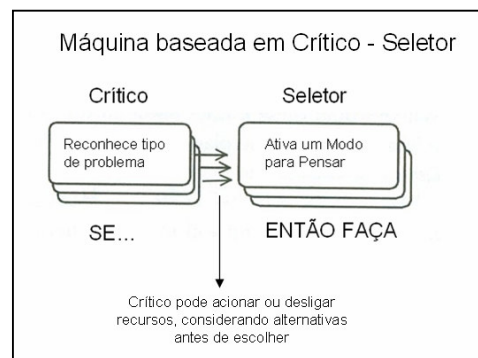 Máquina baseada em Crítico - Seletor
Crítico
Seletor
Reconhece tipo
de problema
Ativa um Modo
para Pensar
SE...
ENTÃO FAÇA
Crítico pode acionar ou desligar
recursos, considerando alternativas
antes de escolher